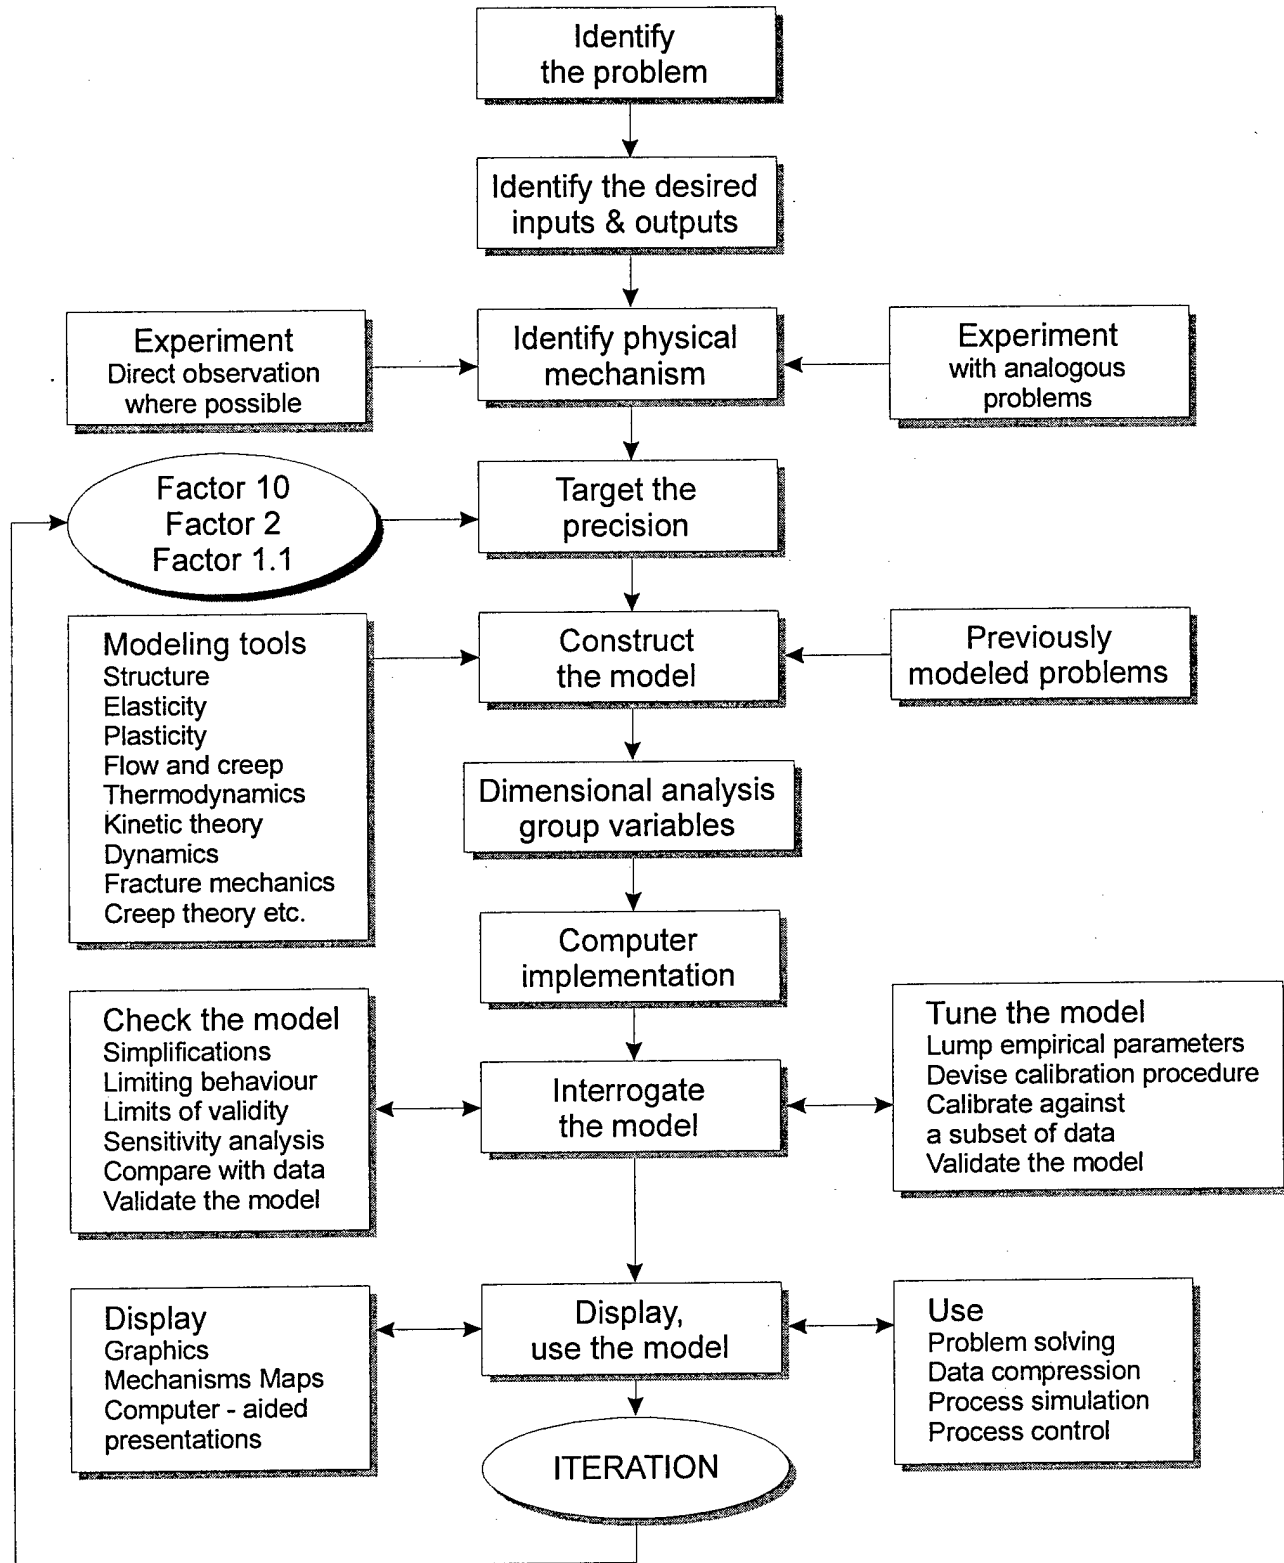 Identify
the problem
Identify the desired
inputs & outputs
Experiment
Direct observation
where possible
Identify physical
mechanism
Experiment
with analogous
problems
Factor 10
Factor 2
Factor 1.1
Target the
precision
Modeling tools
Structure
Elasticity
Plasticity
Flow and creep
Thermodynamics
Kinetic theory
Dynamics
Fracture mechanics
Creep theory etc.
Construct
the model
Previously
modeled problems
Dimensional analysis
group variables
Computer
implementation
Check the model
Simplifications
Limiting behaviour
Limits of validity
Sensitivity analysis
Compare with data
Validate the model
Interrogate
the model
Tune the model
Lump empirical parameters
Devise calibration procedure
Calibrate against
a subset of data
Validate the model
Display
Graphics
Mechanisms Maps
Computer - aided
presentations
Display,
use the model
Use
Problem solving
Data compression
Process simulation
Process control
ITERATION